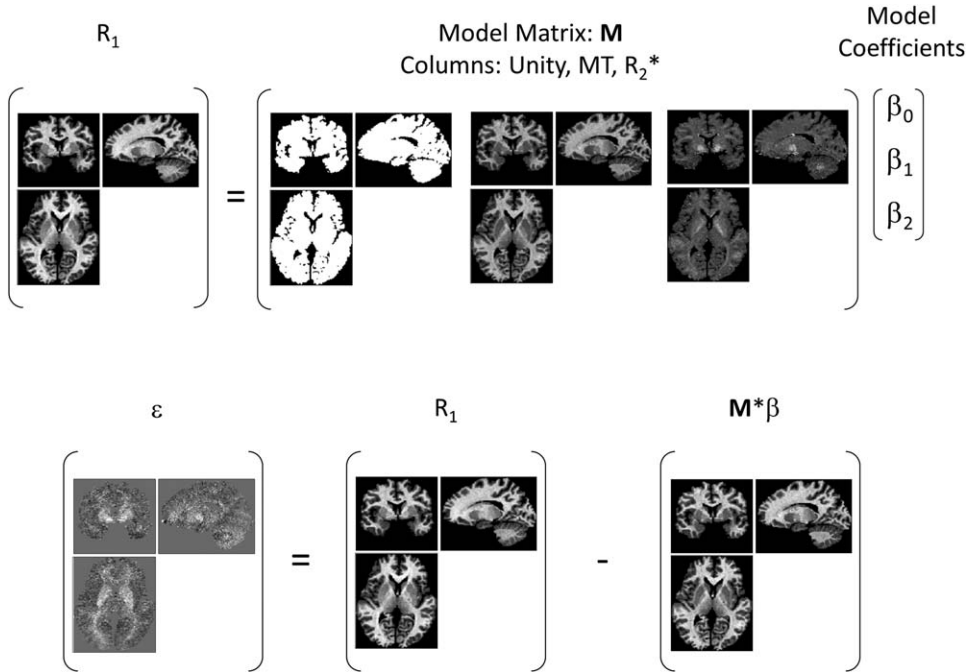 R₁
Model Matrix: M
Columns: Unity, MT, R₂*
Model
Coefficients
=
β₀
β₁
β₂
ε
R₁
M*β
=
-